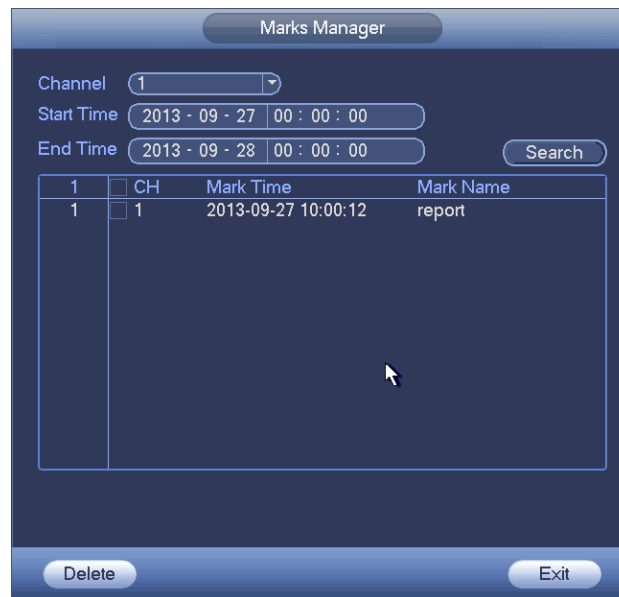 Marks Manager
Channel 1
Start Time 2013 - 09 - 27 00 : 00 : 00
End Time 2013 - 09 - 28 00 : 00 : 00 Search
1 CH Mark Time Mark Name
1 1 2013-09-27 10:00:12 report
Delete Exit